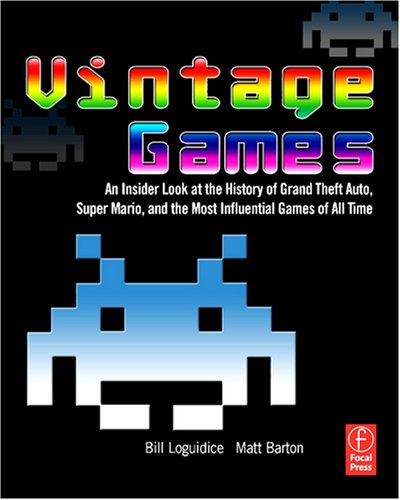 Vintage
Games
An Insider Look at the History of Grand Theft Auto,
Super Mario, and the Most Influential Games of All Time
Bill Loguidice Matt Barton
f
Focal
Press